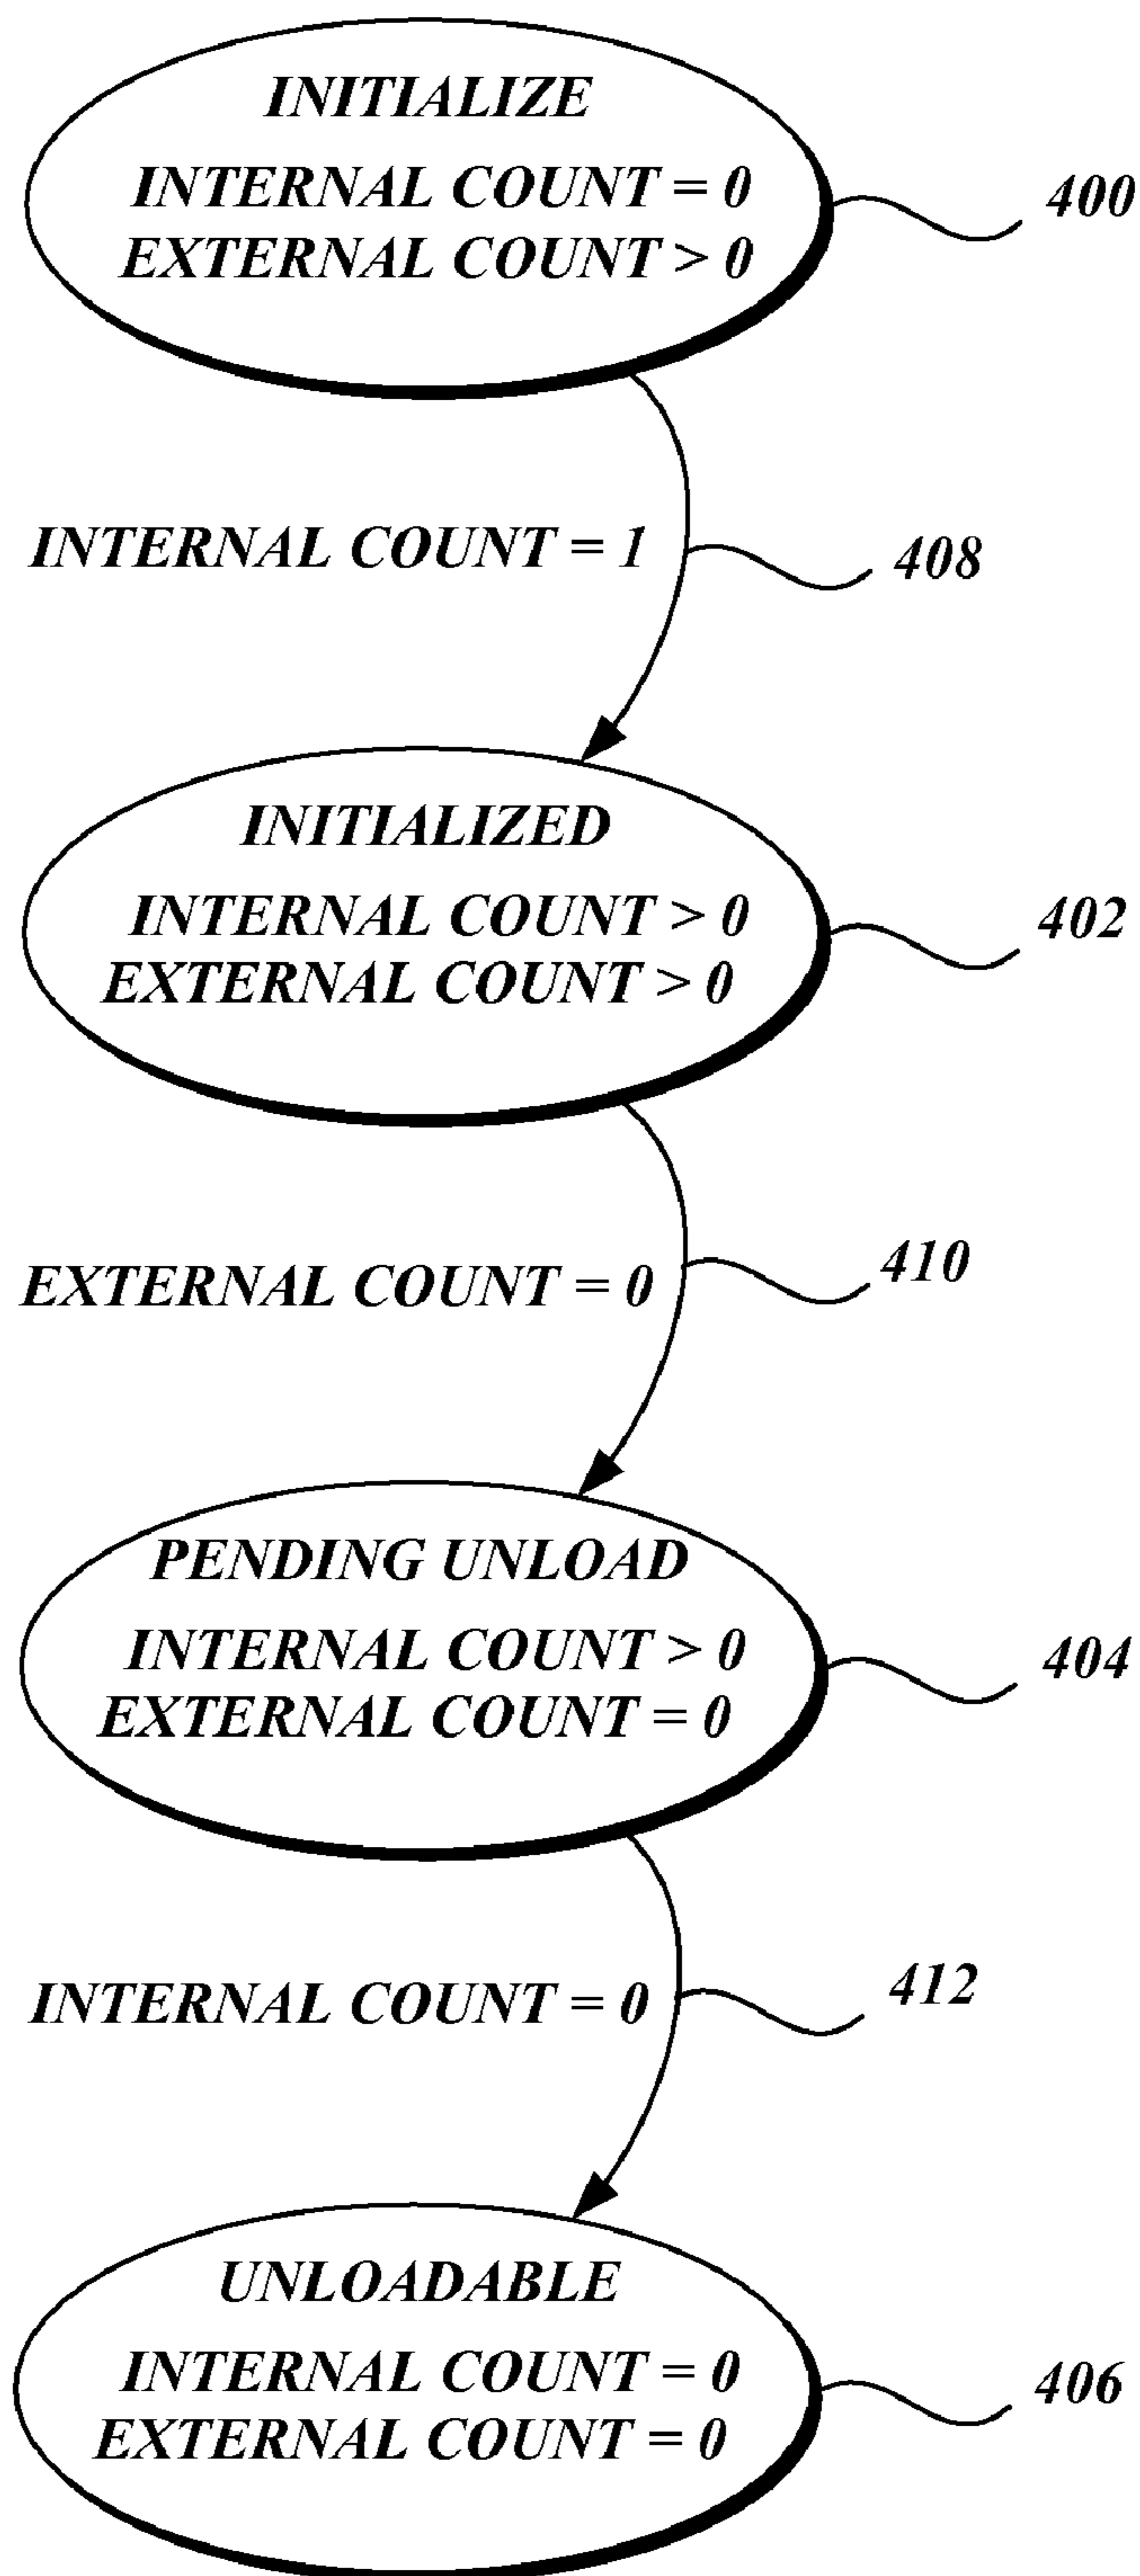 INITIALIZE
INTERNAL COUNT = 0
EXTERNAL COUNT > 0
400
INTERNAL COUNT = 1
408
INITIALIZED
INTERNAL COUNT > 0
EXTERNAL COUNT > 0
402
EXTERNAL COUNT = 0
410
PENDING UNLOAD
INTERNAL COUNT > 0
EXTERNAL COUNT = 0
404
INTERNAL COUNT = 0
412
UNLOADABLE
INTERNAL COUNT = 0
EXTERNAL COUNT = 0
406